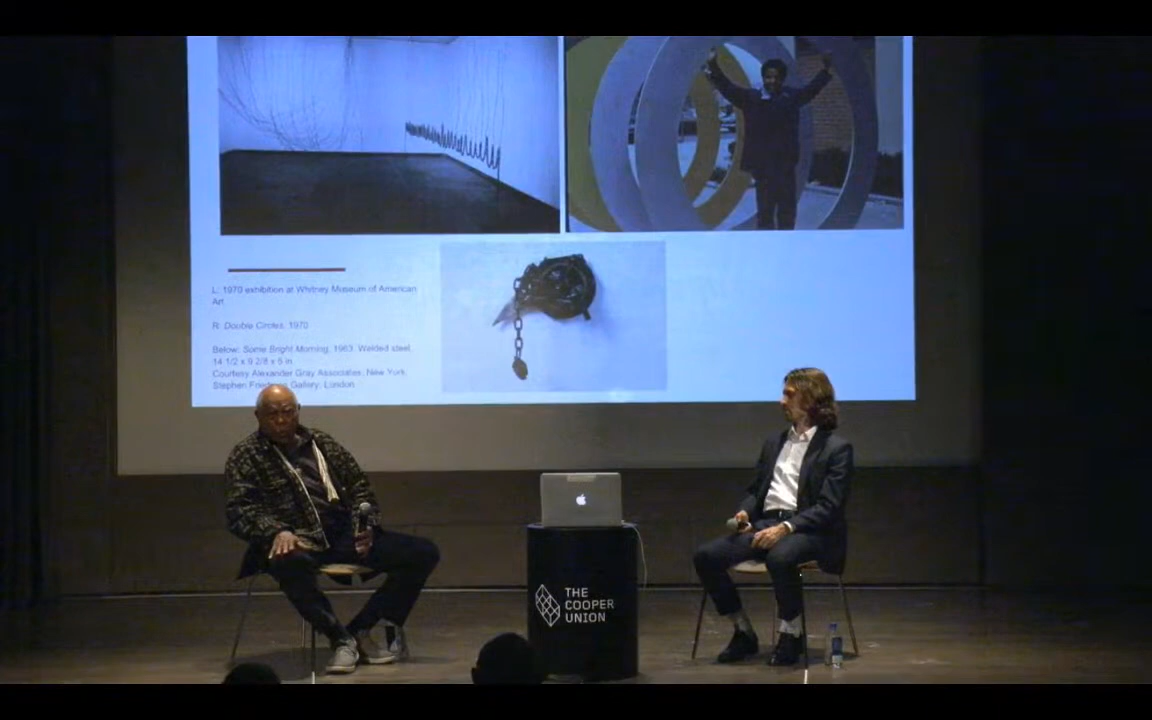 L: 1970 exhibition at Whitney Museum of American
Art
R: Double Circles, 1970
Below: Some Bright Morning, 1963. Welded steel.
14 1/2 x 9 2/8 x 5 in.
Courtesy Alexander Gray Associates, New York,
Stephen Gallery, London
THE
COOPER
UNION